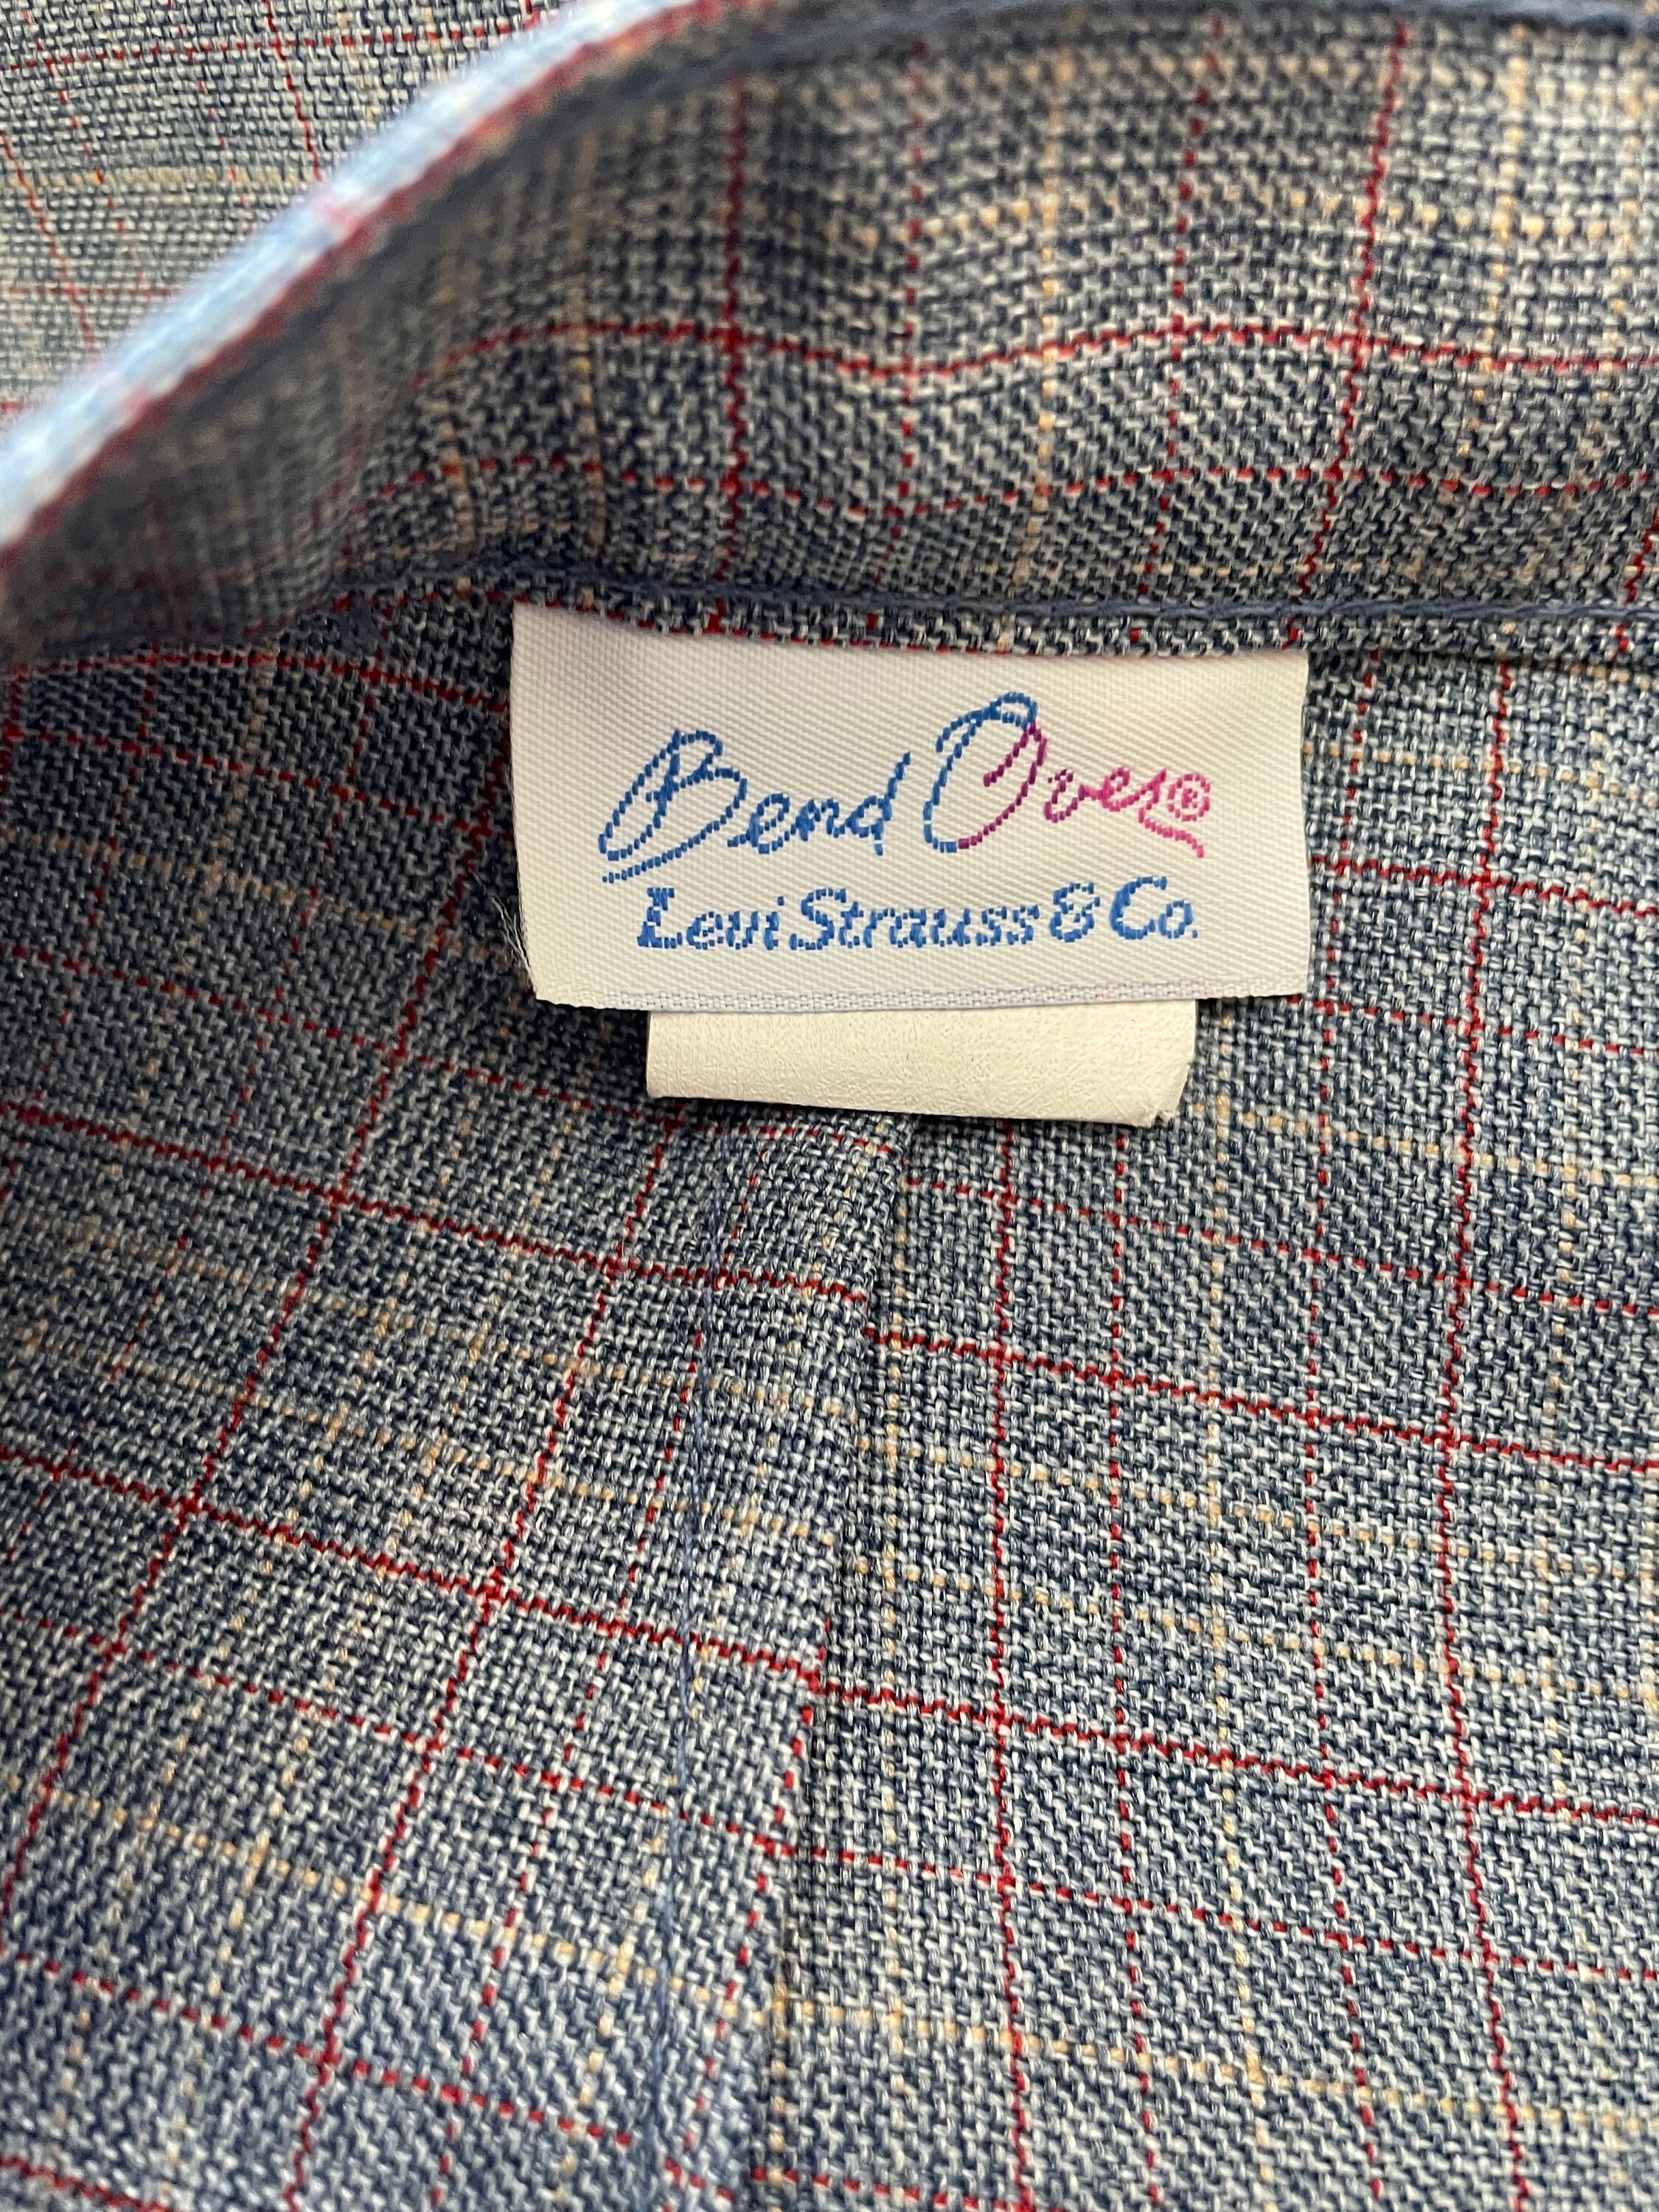 Bend Over®
Levi Strauss & Co.